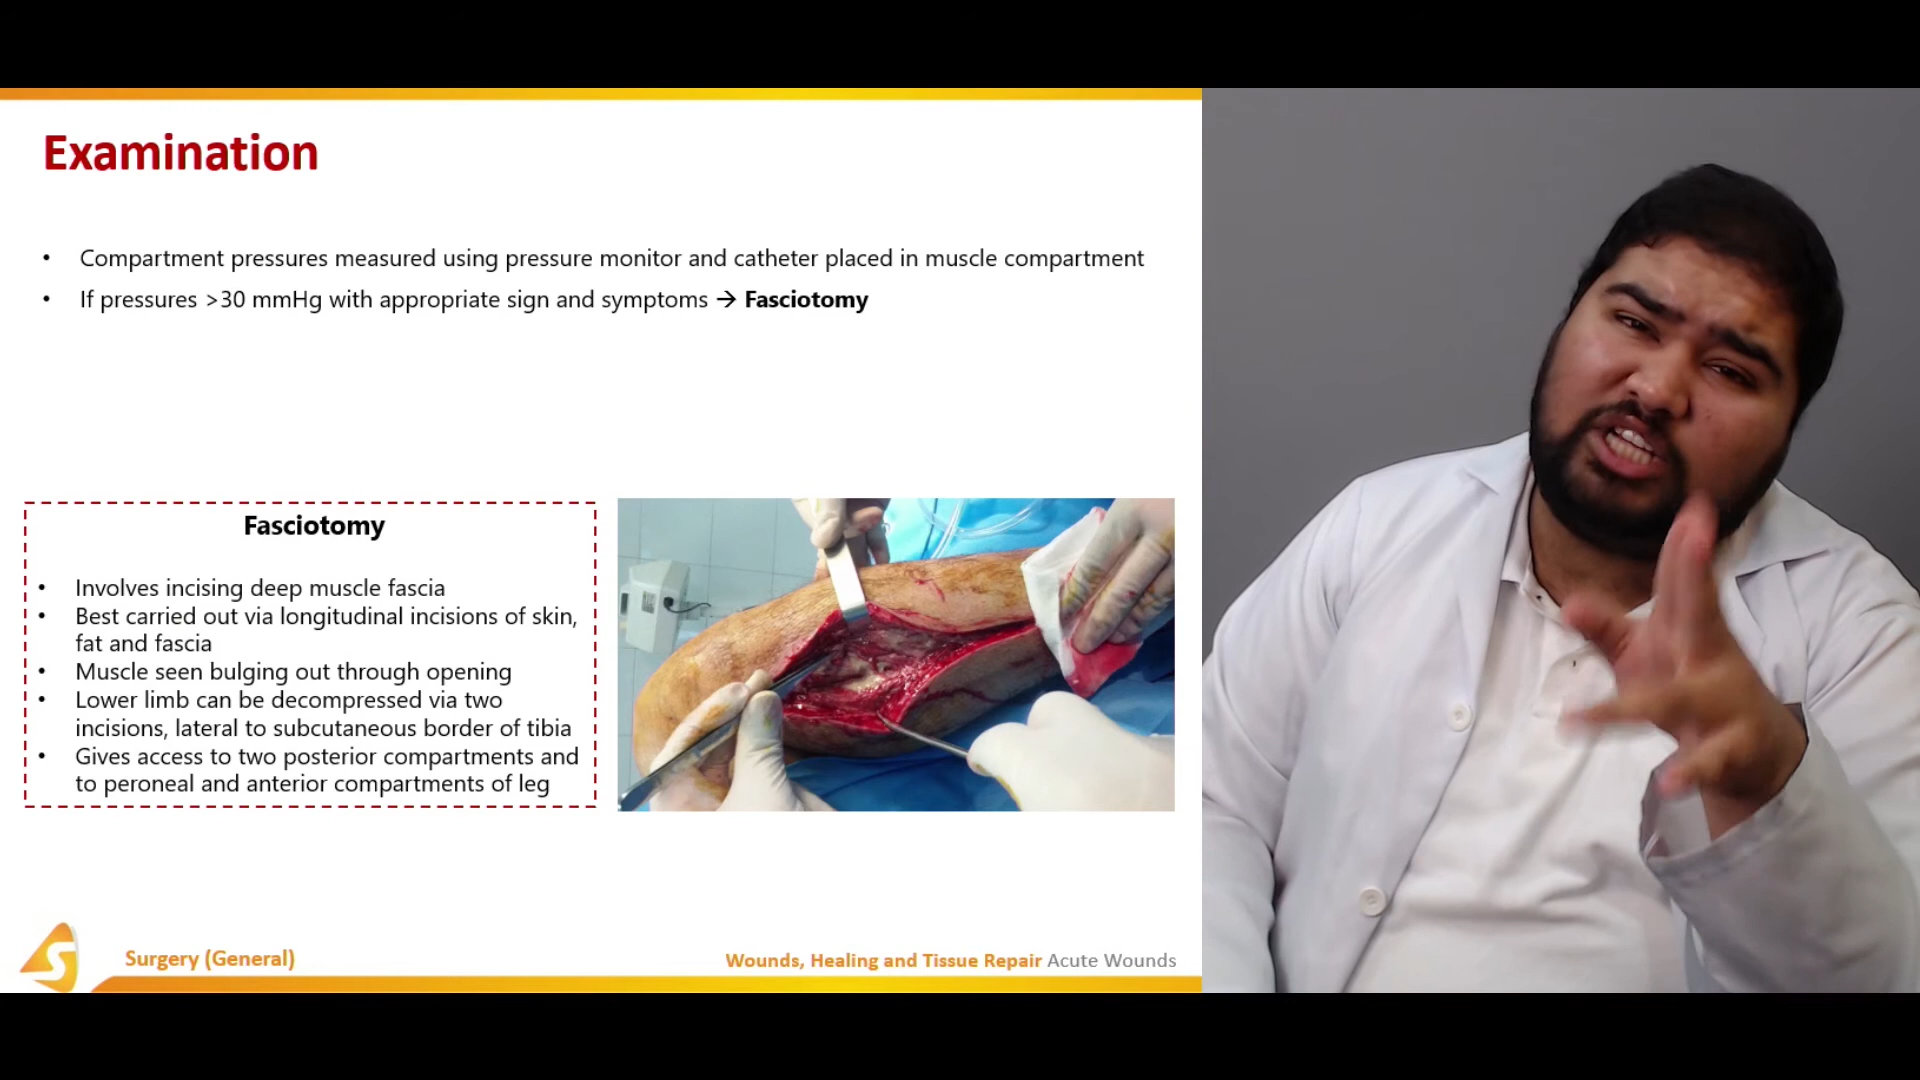 Examination
• Compartment pressures measured using pressure monitor and catheter placed in muscle compartment
• If pressures >30 mmHg with appropriate sign and symptoms → Fasciotomy
Fasciotomy
• Involves incising deep muscle fascia
• Best carried out via longitudinal incisions of skin,
fat and fascia
• Muscle seen bulging out through opening
• Lower limb can be decompressed via two
incisions, lateral to subcutaneous border of tibia
• Gives access to two posterior compartments and
to peroneal and anterior compartments of leg
S
Surgery (General)
Wounds, Healing and Tissue Repair Acute Wounds